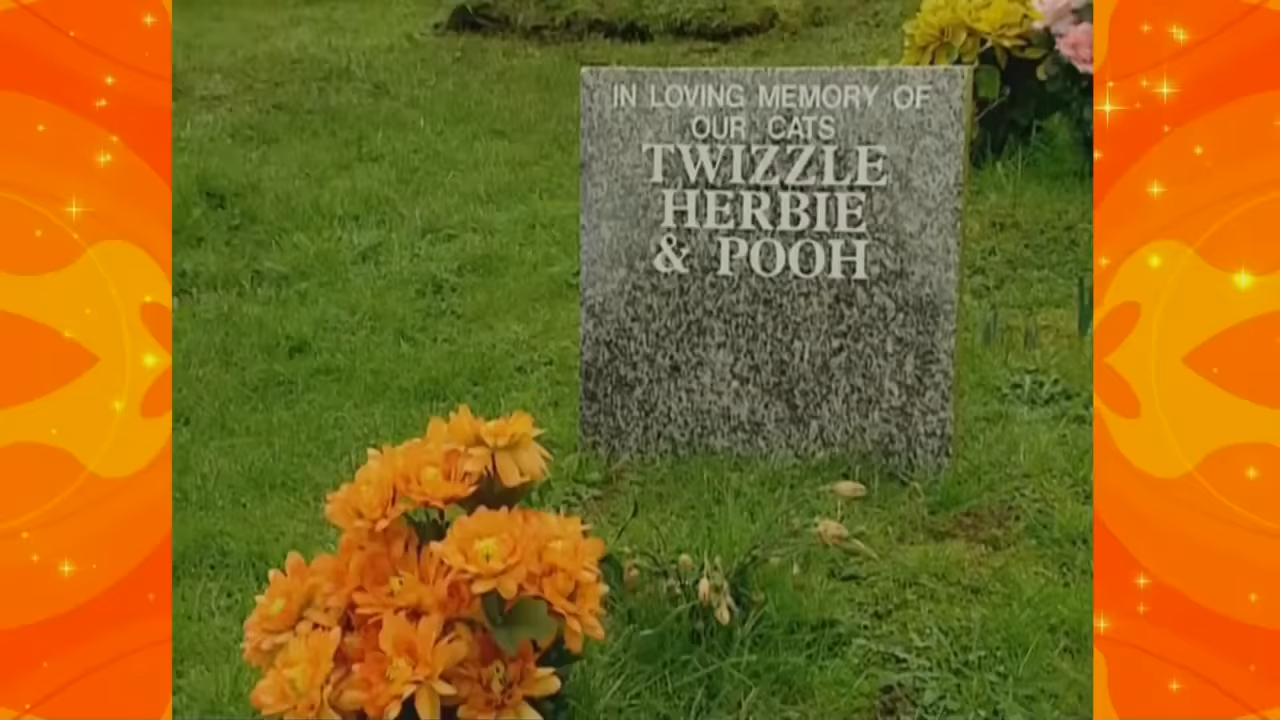 IN LOVING MEMORY OF
OUR CATS
TWIZZLE
HERBIE
& POOH